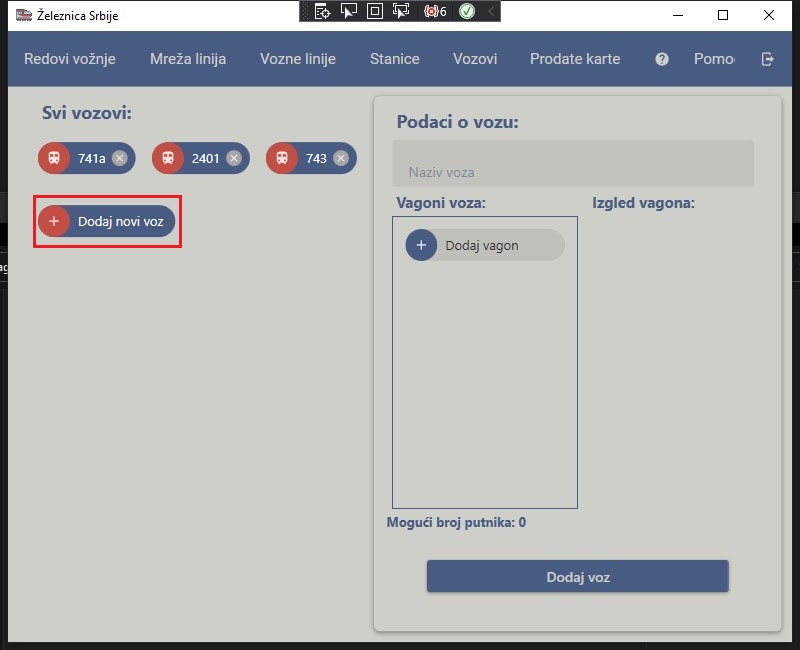 Železnica Srbije
6
Redovi vožnje Mreža linija Vozne linije Stanice Vozovi Prodate karte ? Pomo
Svi vozovi:
741a 2401 743
Dodaj novi voz
Podaci o vozu:
Naziv voza
Vagoni voza: Izgled vagona:
Dodaj vagon
Mogući broj putnika: 0
Dodaj voz